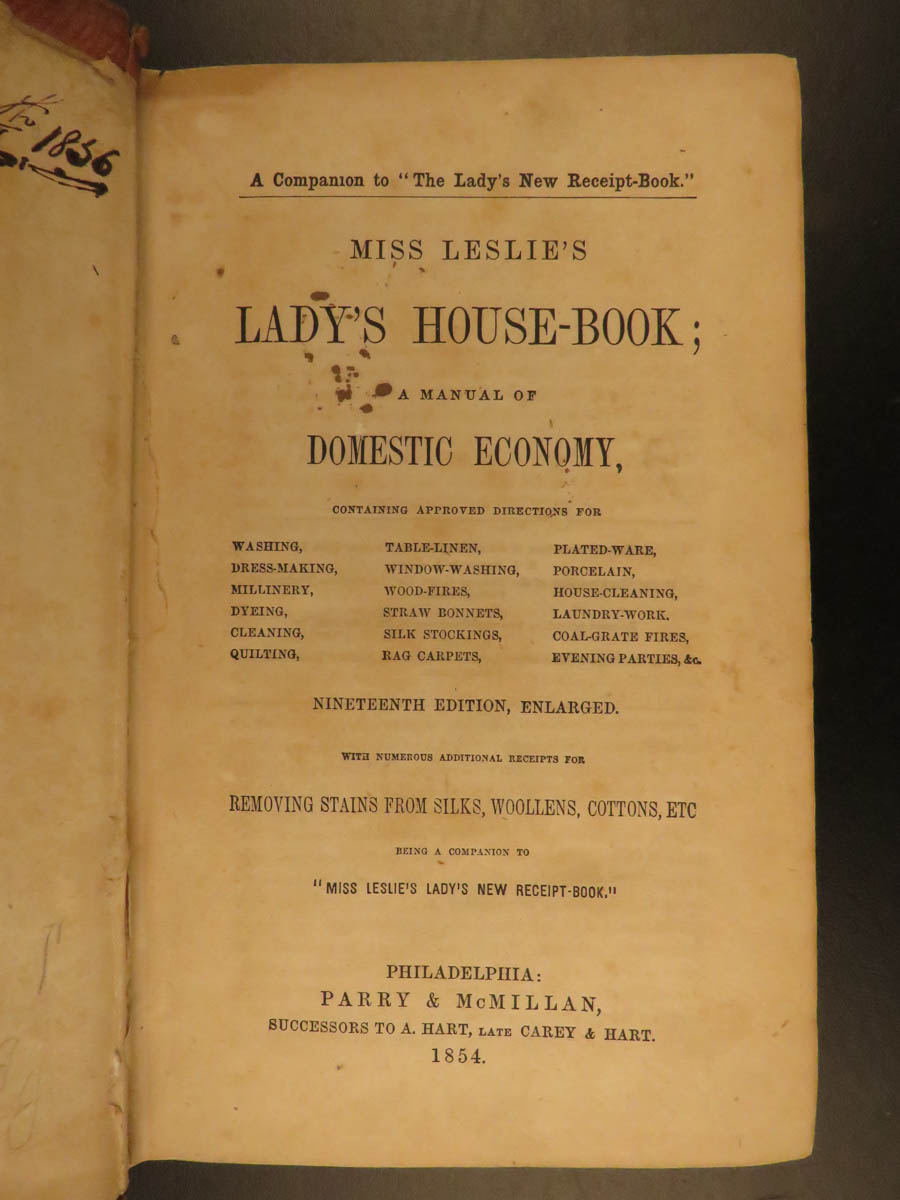 1856
A Companion to "The Lady's New Receipt-Book."
MISS LESLIE'S
LADY'S HOUSE-BOOK;
A MANUAL OF
DOMESTIC ECONOMY,
CONTAINING APPROVED DIRECTIONS FOR
WASHING, TABLE-LINEN, PLATED-WARE,
DRESS-MAKING, WINDOW-WASHING, PORCELAIN,
MILLINERY, WOOD-FIRES, HOUSE-CLEANING,
DYEING, STRAW BONNETS, LAUNDRY-WORK.
CLEANING, SILK STOCKINGS, COAL-GRATE FIRES,
QUILTING, RAG CARPETS, EVENING PARTIES, &c.
NINETEENTH EDITION, ENLARGED.
WITH NUMEROUS ADDITIONAL RECEIPTS FOR
REMOVING STAINS FROM SILKS, WOOLLENS, COTTONS, ETC
BEING A COMPANION TO
"MISS LESLIE'S LADY'S NEW RECEIPT-BOOK."
PHILADELPHIA:
PARRY & McMILLAN,
SUCCESSORS TO A. HART, LATE CAREY & HART.
1854.